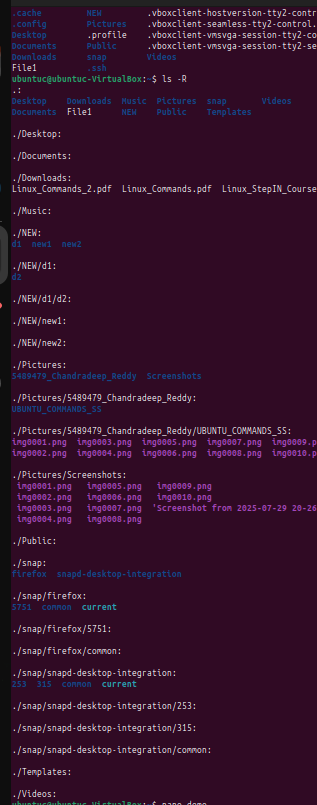 .cache NEW .vboxclient-hostversion-tty2-contr
.config Pictures .vboxclient-seamless-tty2-control.
Desktop .profile .vboxclient-vmsvga-session-tty2-co
Documents Public .vboxclient-vmsvga-session-tty2-se
Downloads snap Videos
File1 .ssh
ubuntuc@ubuntuc-VirtualBox:~$ ls -R
.:
Desktop Downloads Music Pictures snap Videos
Documents File1 NEW Public Templates
./Desktop:
./Documents:
./Downloads:
Linux_Commands_2.pdf Linux_Commands.pdf Linux_StepIN_Course
./Music:
./NEW:
d1 new1 new2
./NEW/d1:
d2
./NEW/d1/d2:
./NEW/new1:
./NEW/new2:
./Pictures:
5489479_Chandradeep_Reddy Screenshots
./Pictures/5489479_Chandradeep_Reddy:
UBUNTU_COMMANDS_SS
./Pictures/5489479_Chandradeep_Reddy/UBUNTU_COMMANDS_SS:
img0001.png img0003.png img0005.png img0007.png img0009.p
img0002.png img0004.png img0006.png img0008.png img0010.p
./Pictures/Screenshots:
img0001.png img0005.png img0009.png
img0002.png img0006.png img0010.png
img0003.png img0007.png 'Screenshot from 2025-07-29 20-26
img0004.png img0008.png
./Public:
./snap:
firefox snapd-desktop-integration
./snap/firefox:
5751 common current
./snap/firefox/5751:
./snap/firefox/common:
./snap/snapd-desktop-integration:
253 315 common current
./snap/snapd-desktop-integration/253:
./snap/snapd-desktop-integration/315:
./snap/snapd-desktop-integration/common:
./Templates:
./Videos:
ubuntuc@ubuntuc-VirtualBox:~$ nano demo